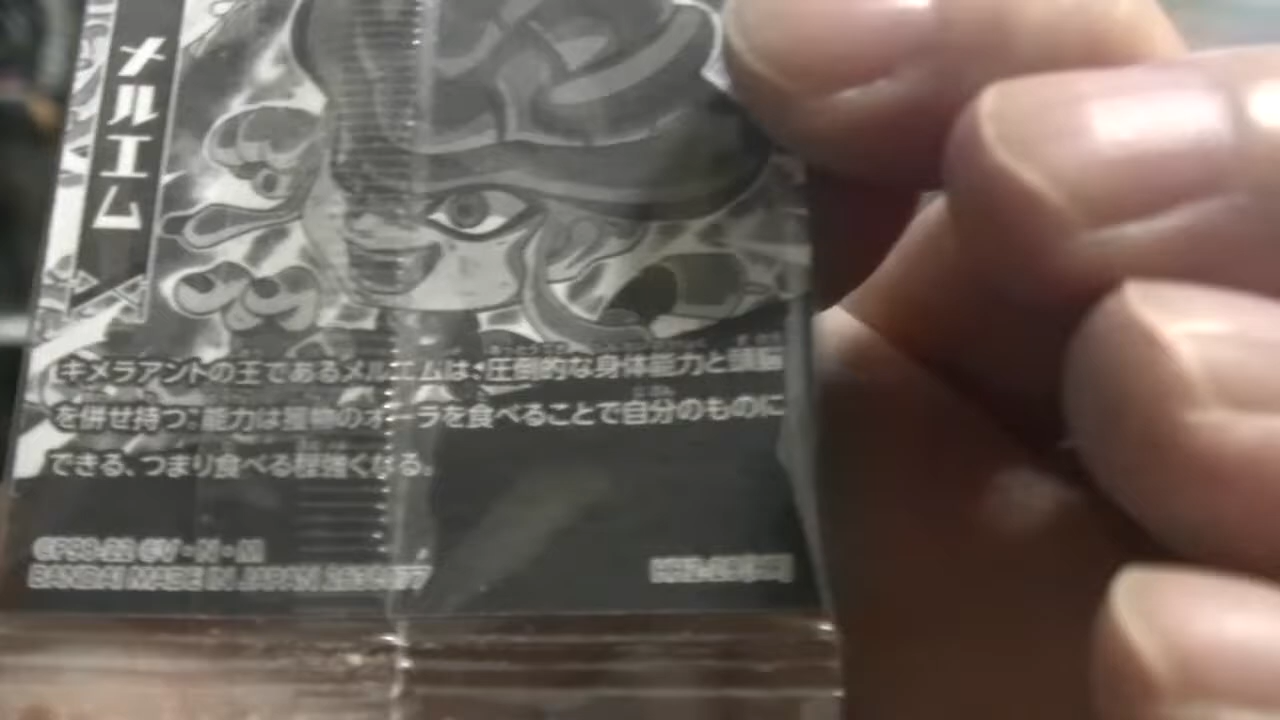 メルエム
キメラアントの王であるメルエムは、圧倒的な身体能力と頭脳
を併せ持つ。能力は獲物のオーラを食べることで自分のものに
できる、つまり食べる程強くなる。
BANDAI MADE IN JAPAN